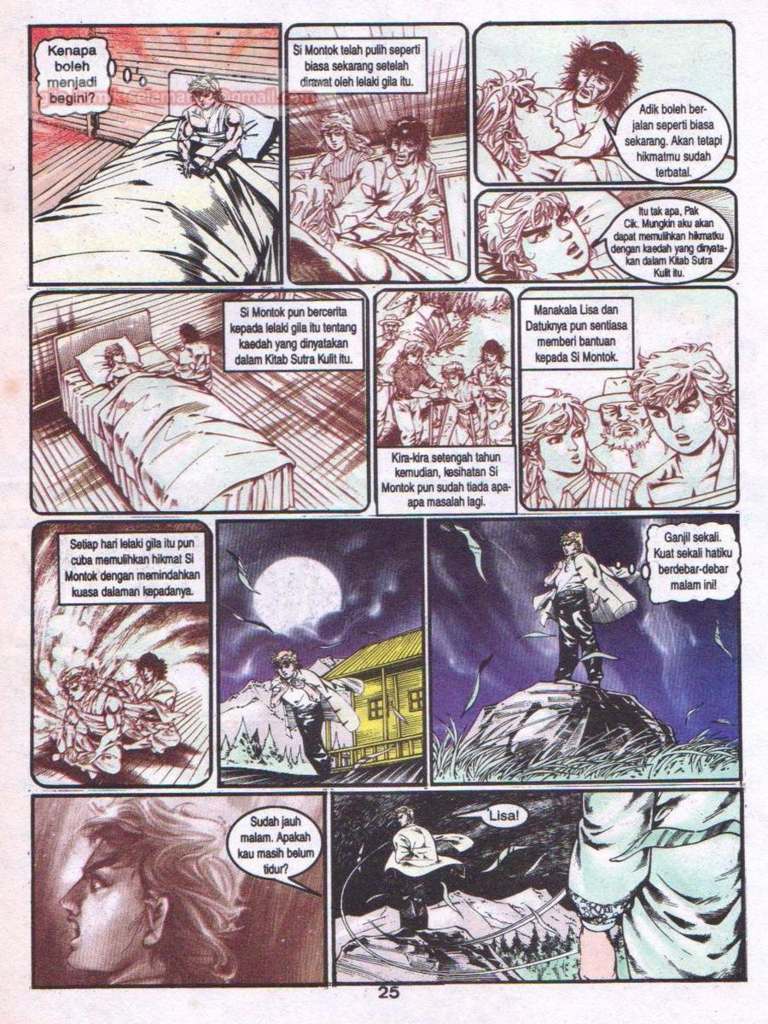 Kenapa
boleh
menjadi
begini?
Si Montok telah pulih seperti
biasa sekarang setelah
dirawat oleh lelaki gila itu.
Adik boleh ber-
jalan seperti biasa
sekarang. Akan tetapi
hikmatmu sudah
terbatal.
Itu tak apa, Pak
Cik. Mungkin aku akan
dapat memulihkan hikmatku
dengan kaedah yang dinyata-
kan dalam Kitab Sutra
Kulit itu.
Si Montok pun bercerita
kepada lelaki gila itu tentang
kaedah yang dinyatakan
dalam Kitab Sutra Kulit itu.
Kira-kira setengah tahun
kemudian, kesihatan Si
Montok pun sudah tiada apa-
apa masalah lagi.
Manakala Lisa dan
Datuknya pun sentiasa
memberi bantuan
kepada Si Montok.
Setiap hari lelaki gila itu pun
cuba memulihkan hikmat Si
Montok dengan memindahkan
kuasa dalaman kepadanya.
Ganjil sekali.
Kuat sekali hatiku
berdebar-debar
malam ini!
Sudah jauh
malam. Apakah
kau masih belum
tidur?
Lisa!
25